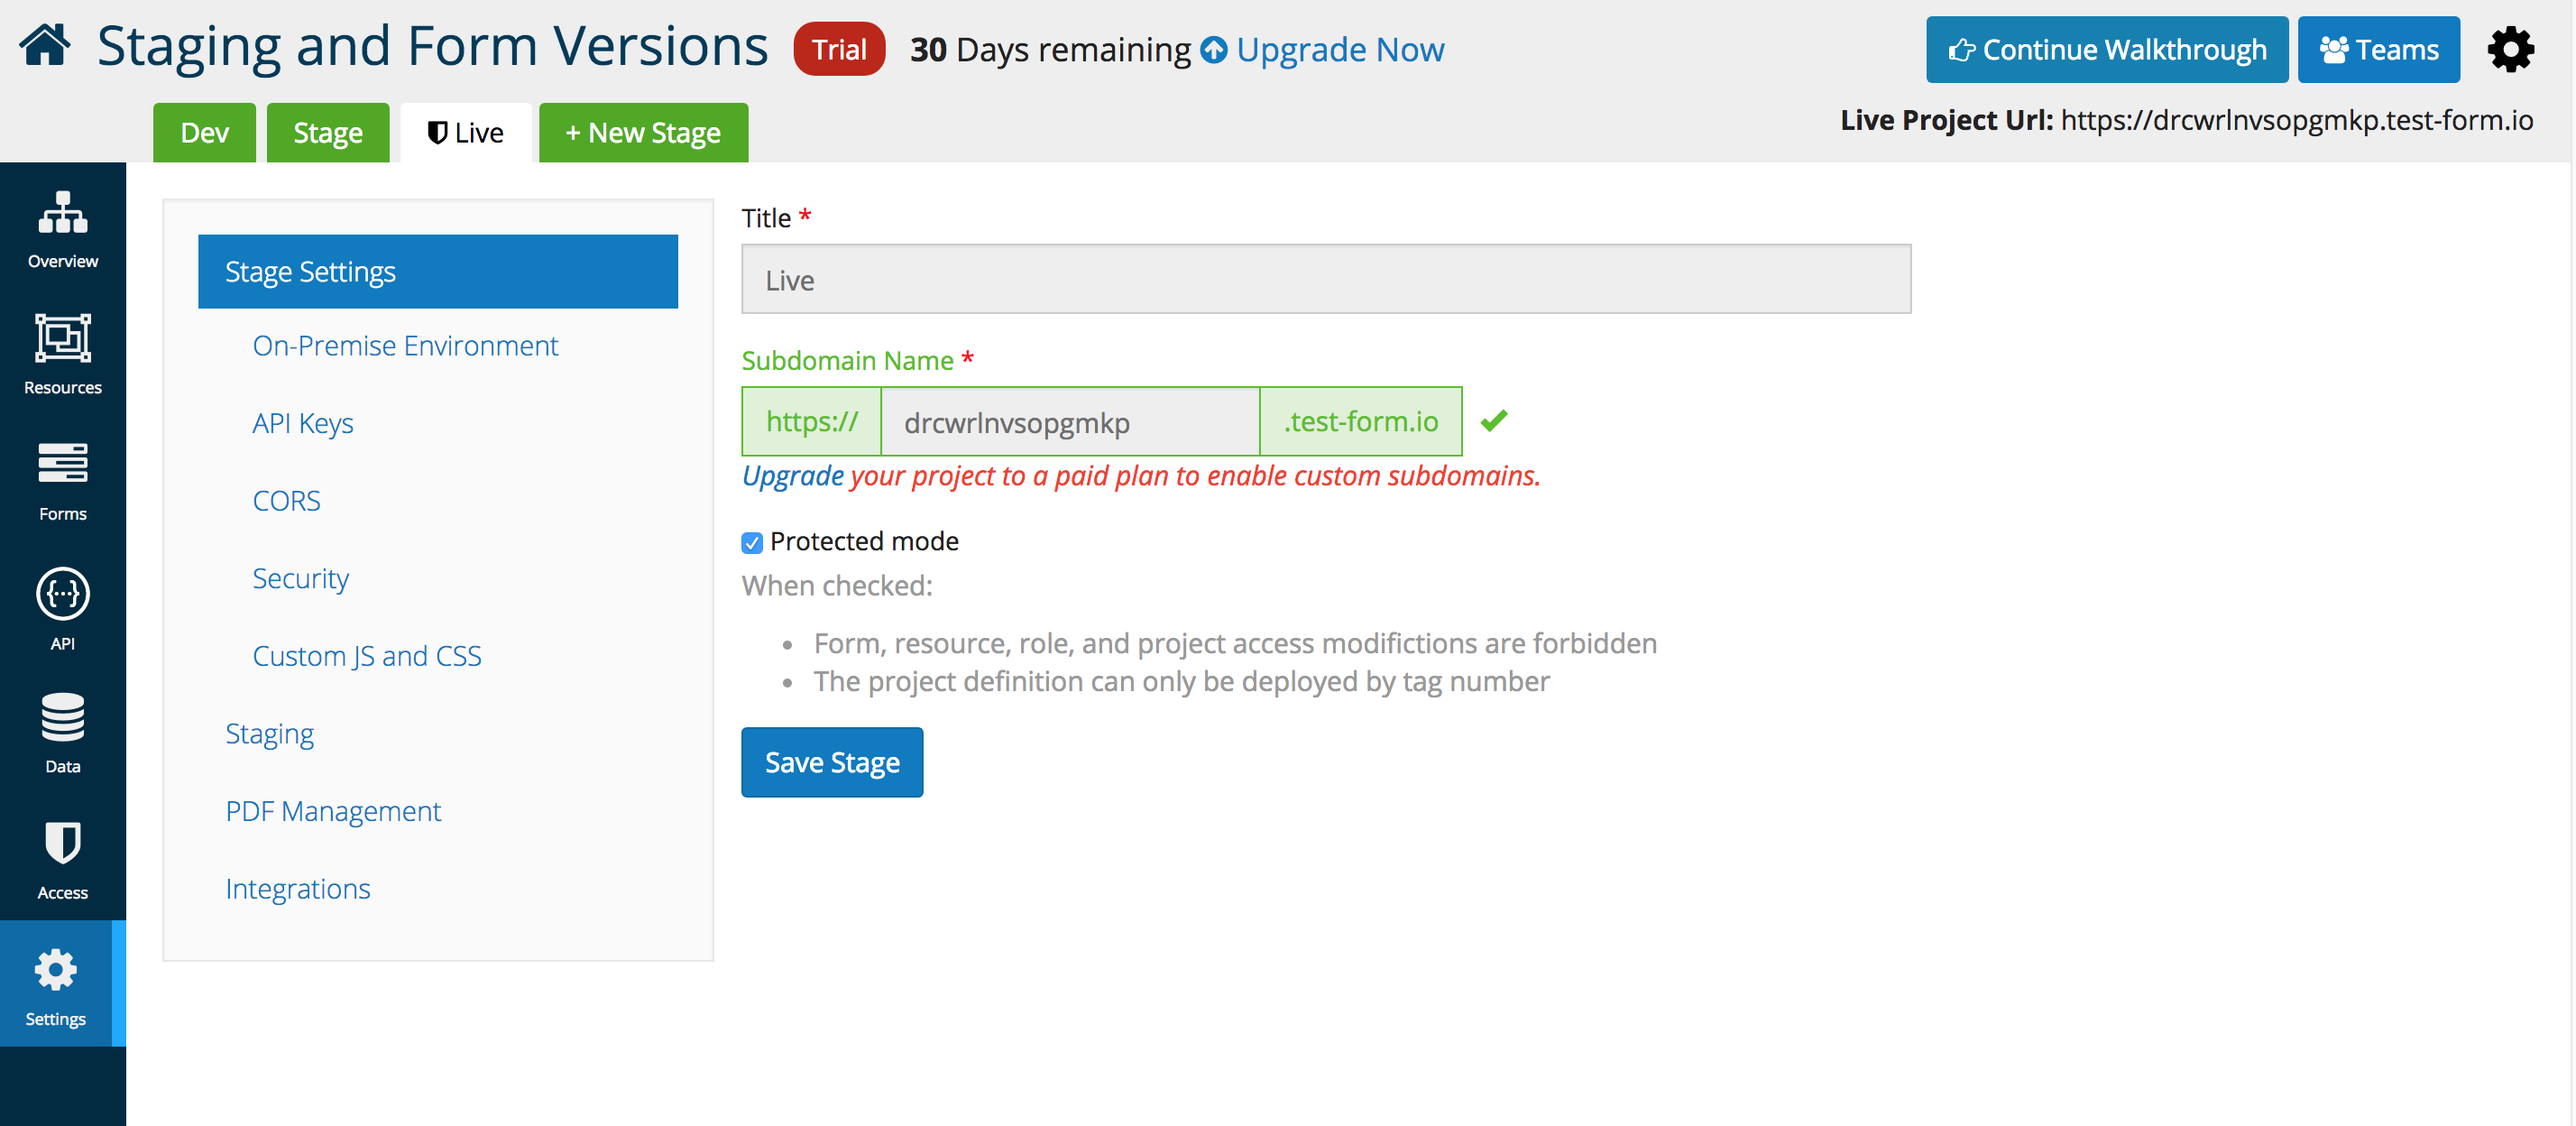 Staging and Form Versions Trial 30 Days remaining Upgrade Now Continue Walkthrough Teams
Dev Stage Live + New Stage Live Project Url: https://drcwrlnvsopgmkp.test-form.io
Overview
Resources
Forms
API
Data
Access
Settings
Stage Settings
On-Premise Environment
API Keys
CORS
Security
Custom JS and CSS
Staging
PDF Management
Integrations
Title *
Live
Subdomain Name *
https:// drcwrlnvsopgmkp .test-form.io
Upgrade your project to a paid plan to enable custom subdomains.
Protected mode
When checked:
• Form, resource, role, and project access modifictions are forbidden
• The project definition can only be deployed by tag number
Save Stage